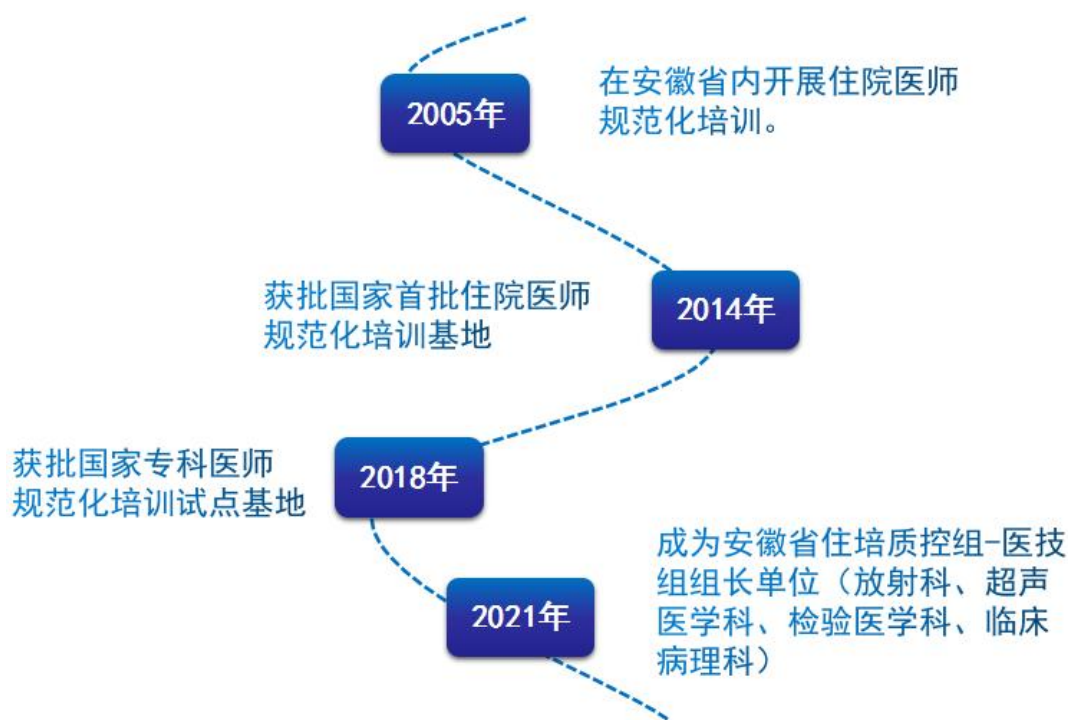 2005年
在安徽省内开展住院医师
规范化培训。
获批国家首批住院医师
规范化培训基地
2014年
获批国家专科医师
规范化培训试点基地
2018年
2021年
成为安徽省住培质控组-医技
组组长单位（放射科、超声
医学科、检验医学科、临床
病理科）